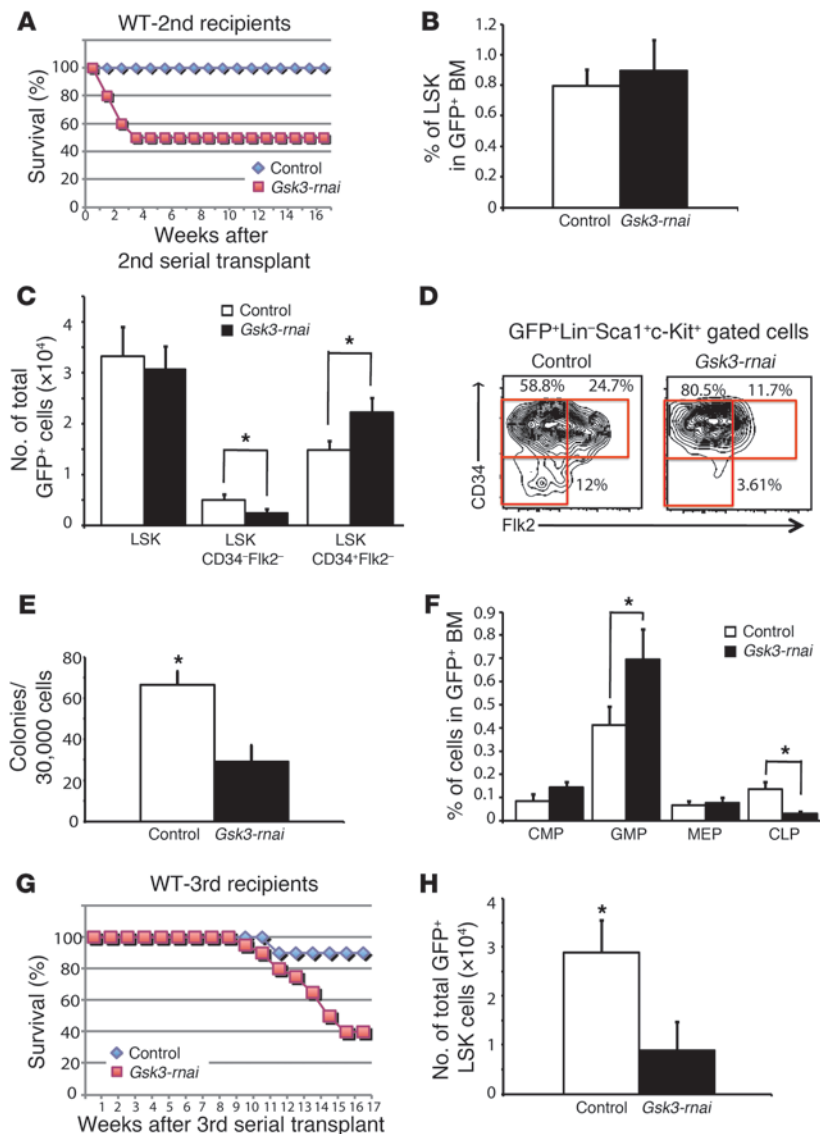 A
WT-2nd recipients
Survival (%)
100
80
60
40
20
0
0 2 4 6 8 10 12 14 16
Control
Gsk3-rnai
Weeks after
2nd serial transplant
B
% of LSK
in GFP⁺ BM
1.2
1.0
0.8
0.6
0.4
0.2
0
Control Gsk3-rnai
C
No. of total
GFP⁺ cells (×10⁴)
4
3
2
1
0
Control
Gsk3-rnai
*
*
LSK
LSK
CD34⁻Flk2⁻
LSK
CD34⁺Flk2⁻
D
GFP⁺Lin⁻Sca1⁺c-Kit⁺ gated cells
Control
Gsk3-rnai
58.8% 24.7%
12%
80.5% 11.7%
3.61%
CD34
Flk2
E
Colonies/
30,000 cells
80
60
40
20
0
*
Control Gsk3-rnai
F
% of cells in GFP⁺ BM
0.9
0.8
0.7
0.6
0.5
0.4
0.3
0.2
0.1
0
Control
Gsk3-rnai
*
*
CMP GMP MEP CLP
G
WT-3rd recipients
Survival (%)
100
80
60
40
20
0
Control
Gsk3-rnai
1 2 3 4 5 6 7 8 9 10 11 12 13 14 15 16 17
Weeks after 3rd serial transplant
H
No. of total GFP⁺
LSK cells (×10⁴)
3
2
1
0
*
Control Gsk3-rnai